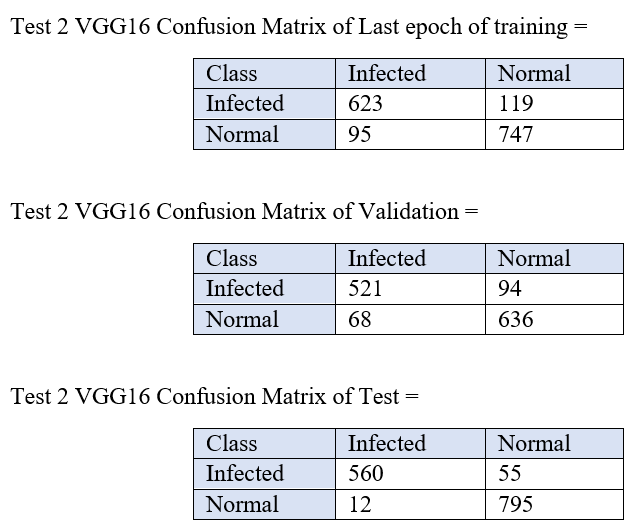 Test 2 VGG16 Confusion Matrix of Last epoch of training =
Class Infected Normal
Infected 623 119
Normal 95 747
Test 2 VGG16 Confusion Matrix of Validation =
Class Infected Normal
Infected 521 94
Normal 68 636
Test 2 VGG16 Confusion Matrix of Test =
Class Infected Normal
Infected 560 55
Normal 12 795